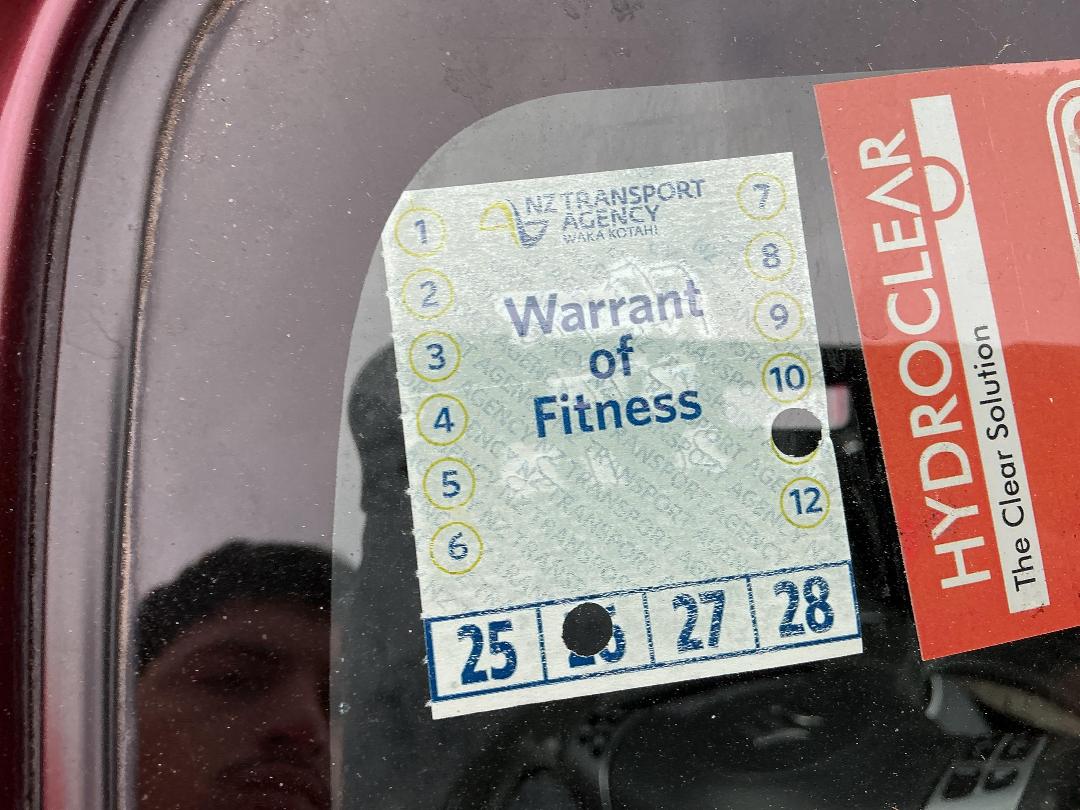 NZ TRANSPORT
AGENCY
WAKA KOTAHI
1
2
3
4
5
6
7
8
9
10
12
Warrant
of
Fitness
25 27 28
HYDROCLEAR
The Clear Solution